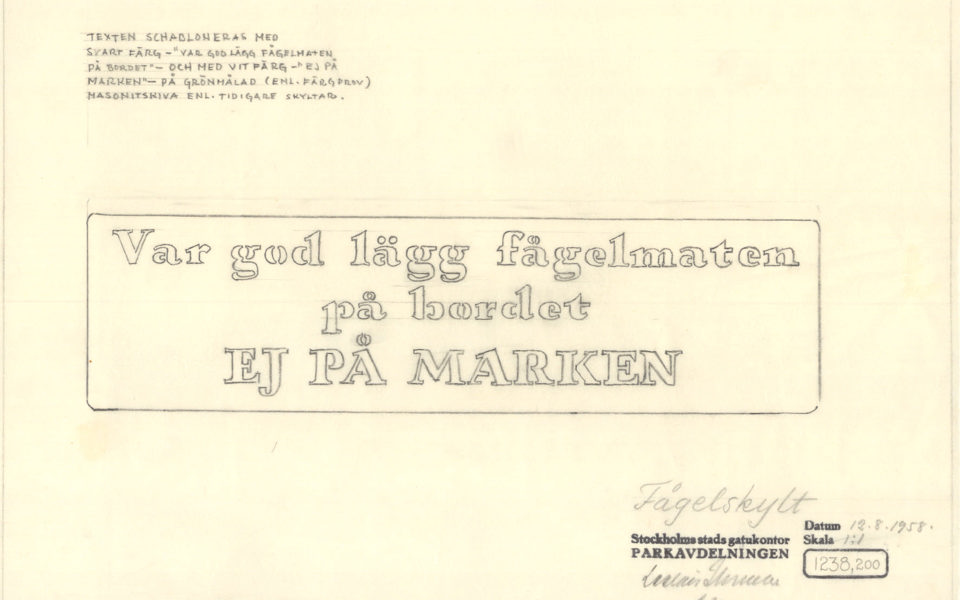 TEXTEN SCHABLONERAS MED
SVART FÄRG -"VAR GOD LÄGG FÅGELMATEN
PÅ BORDET"- OCH MED VIT FÄRG -"EJ PÅ
MARKEN"- PÅ GRÖNMÅLAD (ENL. FÄRGPROV)
MASONITSKIVA ENL. TIDIGARE SKYLTAR.
Var god lägg fågelmaten
på bordet
EJ PÅ MARKEN
Fågelskylt
Stockholms stads gatukontor
PARKAVDELNINGEN
Datum 12.8.1958.
Skala 1:1
1238,200